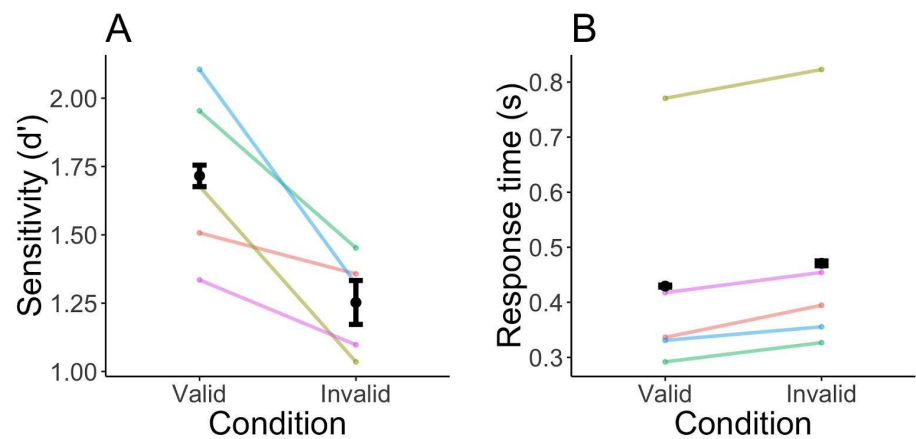 A
Sensitivity (d')
2.00
1.75
1.50
1.25
1.00
Valid
Invalid
Condition
B
Response time (s)
0.8
0.7
0.6
0.5
0.4
0.3
Valid
Invalid
Condition